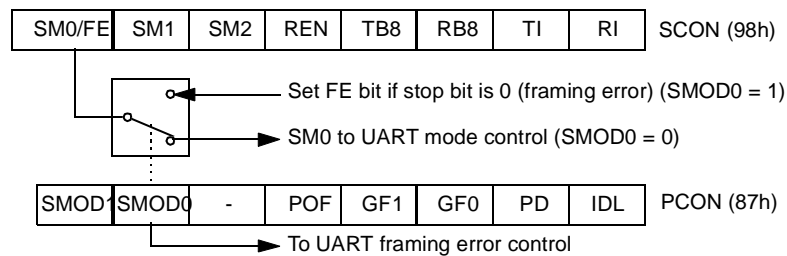 SM0/FE SM1 SM2 REN TB8 RB8 TI RI SCON (98h)
Set FE bit if stop bit is 0 (framing error) (SMOD0 = 1)
SM0 to UART mode control (SMOD0 = 0)
SMOD1 SMOD0 - POF GF1 GF0 PD IDL PCON (87h)
To UART framing error control